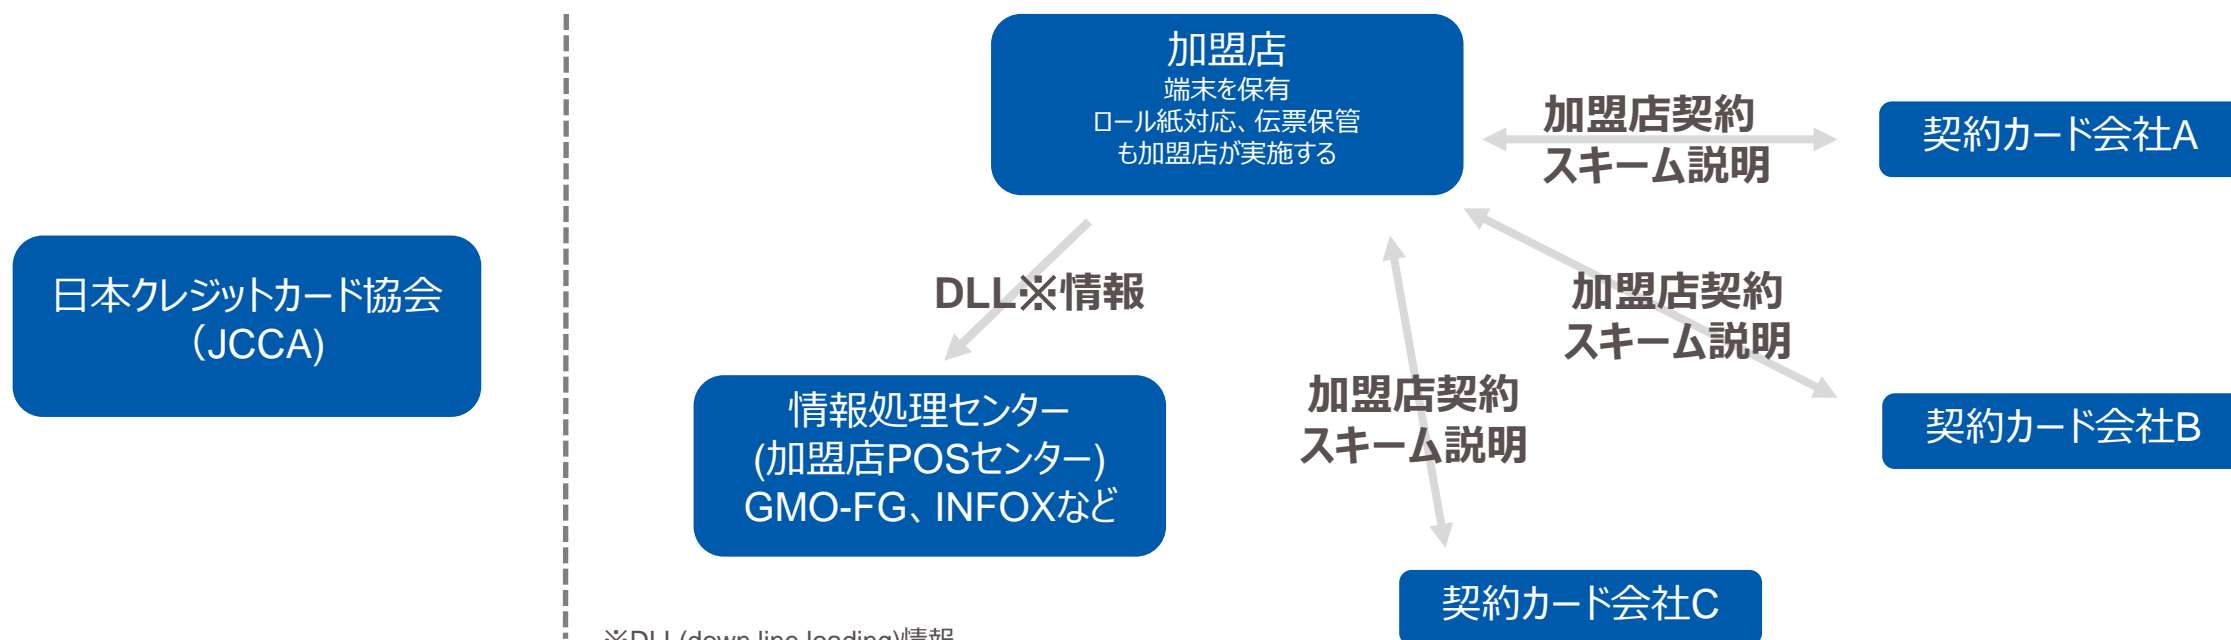 加盟店
端末を保有
ロール紙対応、伝票保管
も加盟店が実施する
加盟店契約
スキーム説明
契約カード会社A
日本クレジットカード協会
（JCCA)
DLL※情報
加盟店契約
スキーム説明
情報処理センター
(加盟店POSセンター)
GMO-FG、INFOXなど
加盟店契約
スキーム説明
契約カード会社B
契約カード会社C
※DLL(down line loading)情報